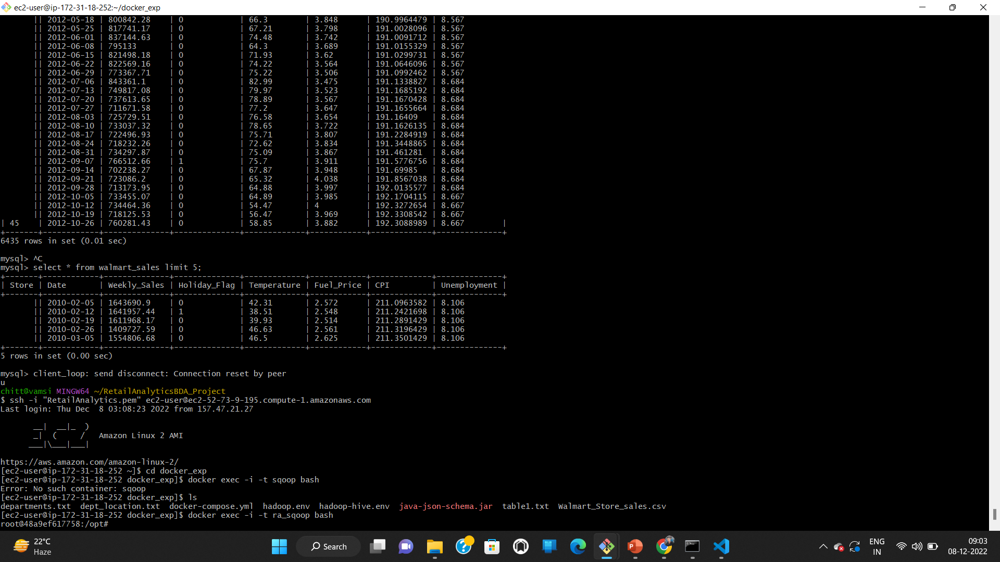 ec2-user@ip-172-31-18-252:~/docker_exp
|| 2012-05-18 | 800842.28 | 0 | 66.3 | 3.848 | 190.9964479 | 8.567
|| 2012-05-25 | 817741.17 | 0 | 67.21 | 3.798 | 191.0028096 | 8.567
|| 2012-06-01 | 837144.63 | 0 | 74.48 | 3.742 | 191.0091712 | 8.567
|| 2012-06-08 | 795133 | 0 | 64.3 | 3.689 | 191.0155329 | 8.567
|| 2012-06-15 | 821498.18 | 0 | 71.93 | 3.62 | 191.0299731 | 8.567
|| 2012-06-22 | 822569.16 | 0 | 74.22 | 3.564 | 191.0646096 | 8.567
|| 2012-06-29 | 773367.71 | 0 | 75.22 | 3.506 | 191.0992462 | 8.567
|| 2012-07-06 | 843361.1 | 0 | 82.99 | 3.475 | 191.1338827 | 8.684
|| 2012-07-13 | 749817.08 | 0 | 79.97 | 3.523 | 191.1685192 | 8.684
|| 2012-07-20 | 737613.65 | 0 | 78.89 | 3.567 | 191.1670428 | 8.684
|| 2012-07-27 | 711671.58 | 0 | 77.2 | 3.647 | 191.1655664 | 8.684
|| 2012-08-03 | 725729.51 | 0 | 76.58 | 3.654 | 191.16409 | 8.684
|| 2012-08-10 | 733037.32 | 0 | 78.65 | 3.722 | 191.1626135 | 8.684
|| 2012-08-17 | 722496.93 | 0 | 75.71 | 3.807 | 191.2284919 | 8.684
|| 2012-08-24 | 718232.26 | 0 | 72.62 | 3.834 | 191.3448865 | 8.684
|| 2012-08-31 | 734297.87 | 0 | 75.09 | 3.867 | 191.461281 | 8.684
|| 2012-09-07 | 766512.66 | 1 | 75.7 | 3.911 | 191.5776756 | 8.684
|| 2012-09-14 | 702238.27 | 0 | 67.87 | 3.948 | 191.69985 | 8.684
|| 2012-09-21 | 723086.2 | 0 | 65.32 | 4.038 | 191.8567038 | 8.684
|| 2012-09-28 | 713173.95 | 0 | 64.88 | 3.997 | 192.0135577 | 8.684
|| 2012-10-05 | 733455.07 | 0 | 64.89 | 3.985 | 192.1704115 | 8.667
|| 2012-10-12 | 734464.36 | 0 | 54.47 | 4 | 192.3272654 | 8.667
|| 2012-10-19 | 718125.53 | 0 | 56.47 | 3.969 | 192.3308542 | 8.667
| 45 | 2012-10-26 | 760281.43 | 0 | 58.85 | 3.882 | 192.3088989 | 8.667 |
+-------+------------+--------------+--------------+-------------+------------+-------------+--------------+
6435 rows in set (0.01 sec)
mysql> ^C
mysql> select * from walmart_sales limit 5;
+-------+------------+--------------+--------------+-------------+------------+-------------+--------------+
| Store | Date | Weekly_Sales | Holiday_Flag | Temperature | Fuel_Price | CPI | Unemployment |
+-------+------------+--------------+--------------+-------------+------------+-------------+--------------+
|| 2010-02-05 | 1643690.9 | 0 | 42.31 | 2.572 | 211.0963582 | 8.106
|| 2010-02-12 | 1641957.44 | 1 | 38.51 | 2.548 | 211.2421698 | 8.106
|| 2010-02-19 | 1611968.17 | 0 | 39.93 | 2.514 | 211.2891429 | 8.106
|| 2010-02-26 | 1409727.59 | 0 | 46.63 | 2.561 | 211.3196429 | 8.106
|| 2010-03-05 | 1554806.68 | 0 | 46.5 | 2.625 | 211.3501429 | 8.106
+-------+------------+--------------+--------------+-------------+------------+-------------+--------------+
5 rows in set (0.00 sec)
mysql> client_loop: send disconnect: Connection reset by peer
u
chitt@vamsi MINGW64 ~/RetailAnalyticsBDA_Project
$ ssh -i "RetailAnalytics.pem" ec2-user@ec2-52-73-9-195.compute-1.amazonaws.com
Last login: Thu Dec  8 03:08:23 2022 from 157.47.21.27
__|  __|_  )
_|  (     /   Amazon Linux 2 AMI
___|\___|___|
https://aws.amazon.com/amazon-linux-2/
[ec2-user@ip-172-31-18-252 ~]$ cd docker_exp
[ec2-user@ip-172-31-18-252 docker_exp]$ docker exec -i -t sqoop bash
Error: No such container: sqoop
[ec2-user@ip-172-31-18-252 docker_exp]$ ls
departments.txt  dept_location.txt  docker-compose.yml  hadoop.env  hadoop-hive.env  java-json-schema.jar  table1.txt  Walmart_Store_sales.csv
[ec2-user@ip-172-31-18-252 docker_exp]$ docker exec -i -t ra_sqoop bash
root@48a9ef617758:/opt#
22°C
Haze
Search
ENG
IN
09:03
08-12-2022